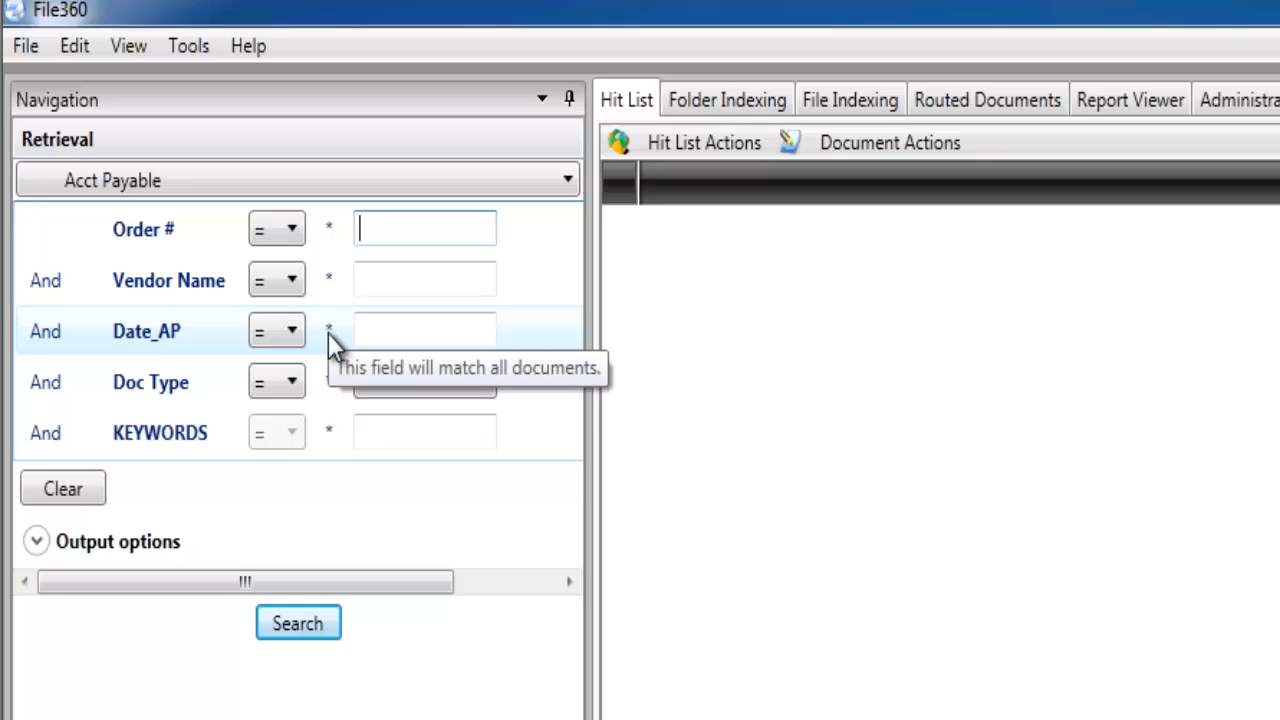 File360
File Edit View Tools Help
Navigation
Hit List Folder Indexing File Indexing Routed Documents Report Viewer Administra
Retrieval
Hit List Actions Document Actions
Acct Payable
Order # = *
And Vendor Name = *
And Date_AP = *
This field will match all documents.
And Doc Type =
And KEYWORDS = *
Clear
Output options
Search